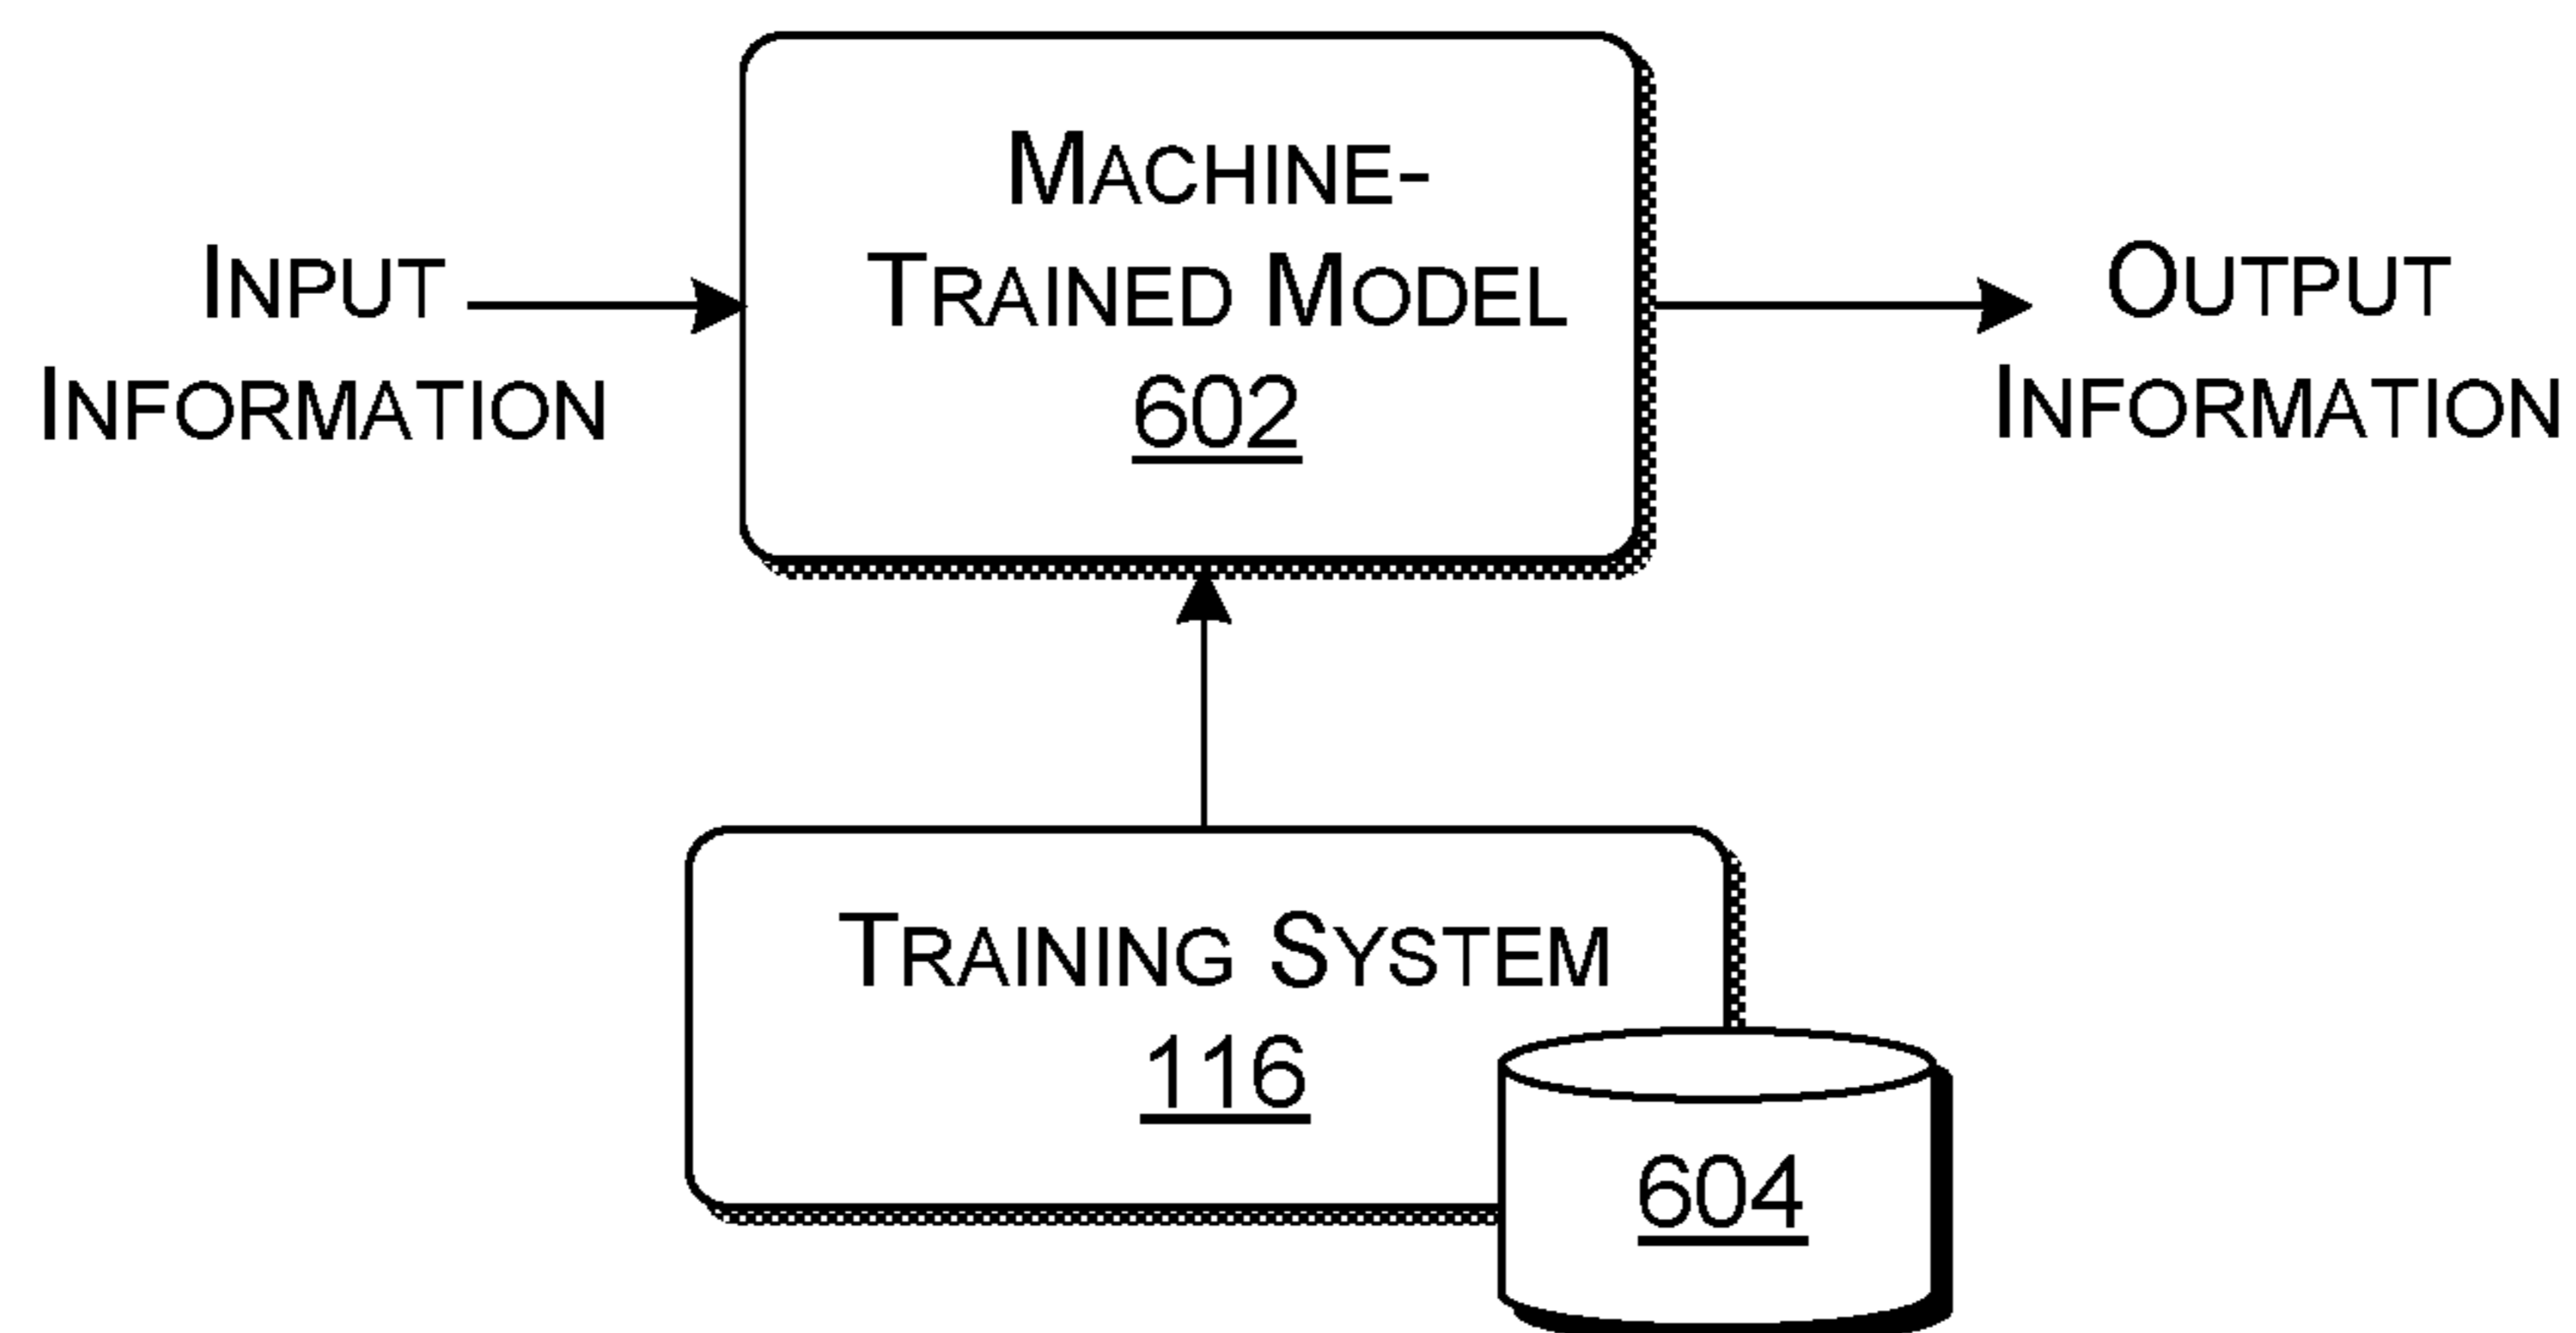 MACHINE-
TRAINED MODEL
602
INPUT
INFORMATION
OUTPUT
INFORMATION
TRAINING SYSTEM
116
604